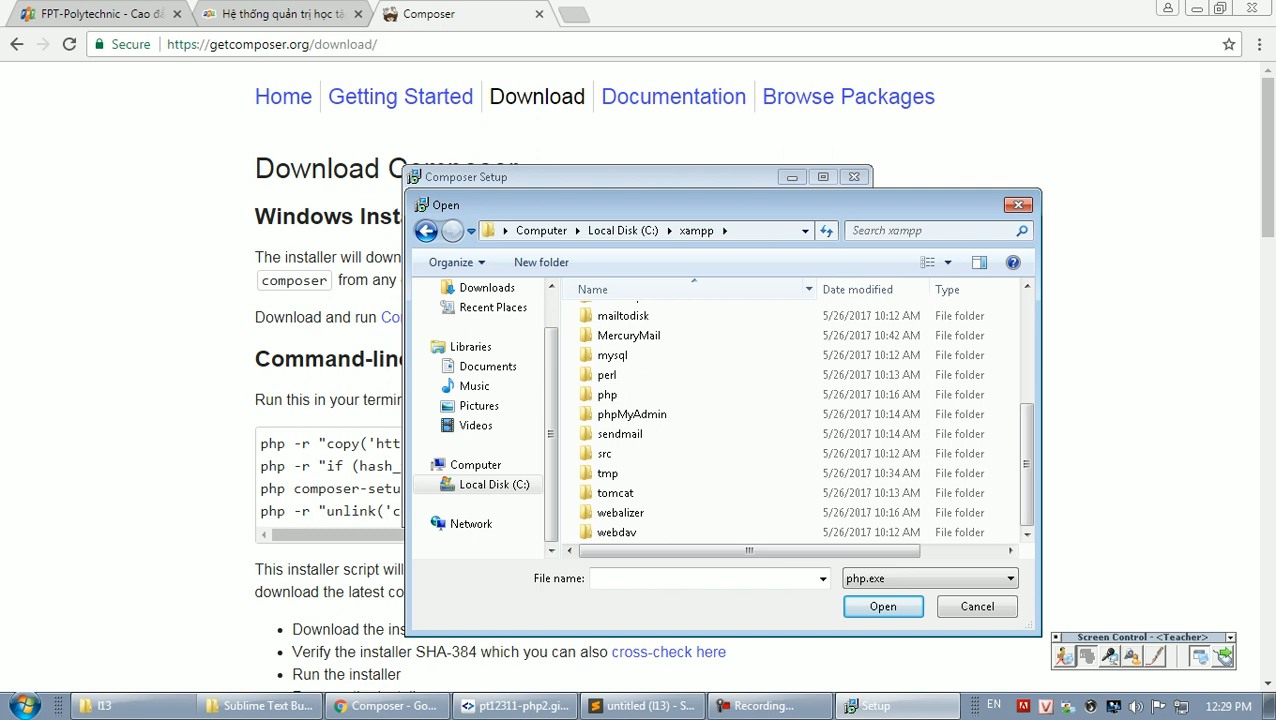 FPT-Polytechnic - Cao đẳ
Hệ thống quản trị học tậ
Composer
Secure
https://getcomposer.org/download/
Home
Getting Started
Download
Documentation
Browse Packages
Download Composer
Composer Setup
Open
Windows Inst
Computer
Local Disk (C:)
xampp
Search xampp
The installer will down
composer from any
Organize
New folder
Download and run Co
Downloads
Recent Places
Libraries
Documents
Music
Pictures
Videos
Computer
Local Disk (C:)
Network
Name Date modified Type
mailtodisk 5/26/2017 10:12 AM File folder
MercuryMail 5/26/2017 10:42 AM File folder
mysql 5/26/2017 10:12 AM File folder
perl 5/26/2017 10:13 AM File folder
php 5/26/2017 10:16 AM File folder
phpMyAdmin 5/26/2017 10:14 AM File folder
sendmail 5/26/2017 10:14 AM File folder
src 5/26/2017 10:12 AM File folder
tmp 5/26/2017 10:34 AM File folder
tomcat 5/26/2017 10:13 AM File folder
webalizer 5/26/2017 10:16 AM File folder
webdav 5/26/2017 10:12 AM File folder
Command-line
Run this in your termin
php -r "copy('htt
php -r "if (hash_
php composer-setu
php -r "unlink('c
File name:
php.exe
Open
Cancel
This installer script will
download the latest co
Download the ins
Verify the installer SHA-384 which you can also cross-check here
Run the installer
Screen Control - <Teacher>
l13
Sublime Text Bu...
Composer - Go...
pt12311-php2.gi...
untitled (l13) - S...
Recording...
Setup
EN
12:29 PM